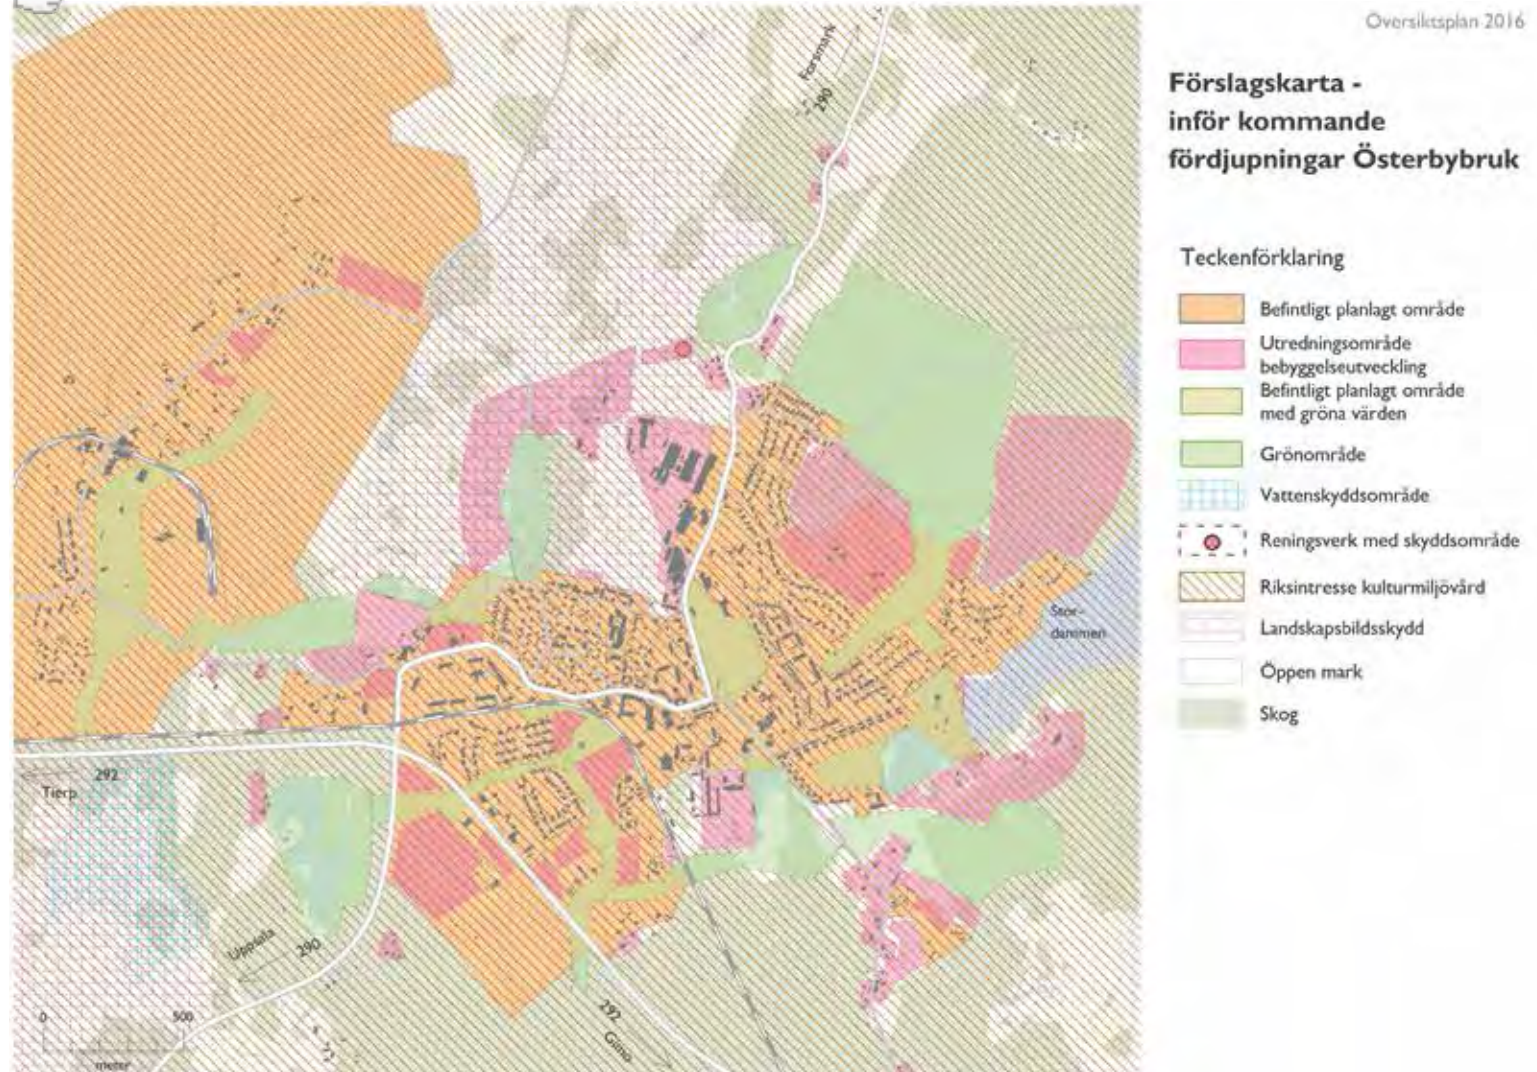 Översiktsplan 2016
Förslagskarta -
inför kommande
fördjupningar Österbybruk
Teckenförklaring
Befintligt planlagt område
Utredningsområde
bebyggelseutveckling
Befintligt planlagt område
med gröna värden
Grönområde
Vattenskyddsområde
Reningsverk med skyddsområde
Riksintresse kulturmiljövård
Landskapsbildsskydd
Öppen mark
Skog
Forsmark
290
Stor-
dammen
292
Tierp
Uppsala
290
292
Gimo
0 500
meter